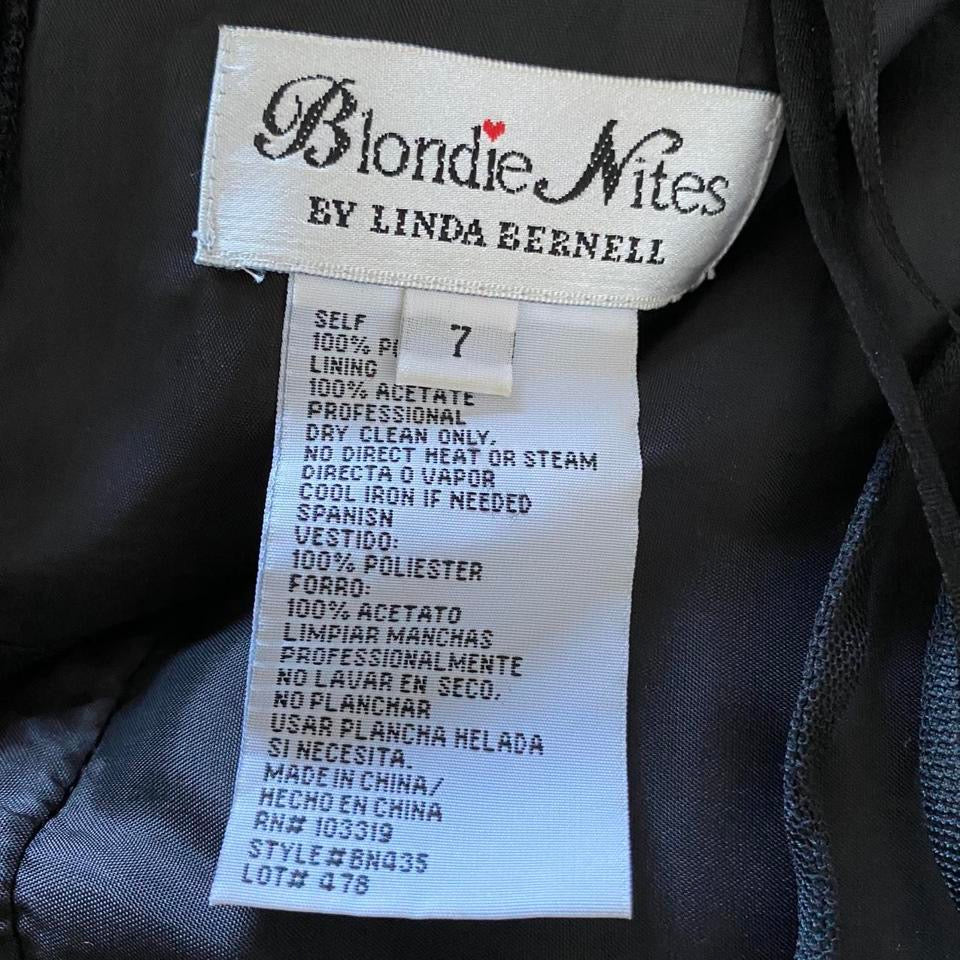 Blondie Nites
BY LINDA BERNELL
7
SELF
100%
LINING
100% ACETATE
PROFESSIONAL
DRY CLEAN ONLY.
NO DIRECT HEAT OR STEAM
DIRECTA O VAPOR
COOL IRON IF NEEDED
SPANISN
VESTIDO:
100% POLIESTER
FORRO:
100% ACETATO
LIMPIAR MANCHAS
PROFESSIONALMENTE
NO LAVAR EN SECO.
NO PLANCHAR
USAR PLANCHA HELADA
SI NECESITA.
MADE IN CHINA/
HECHO EN CHINA
RN# 103319
STYLE#BN435
LOT# 478